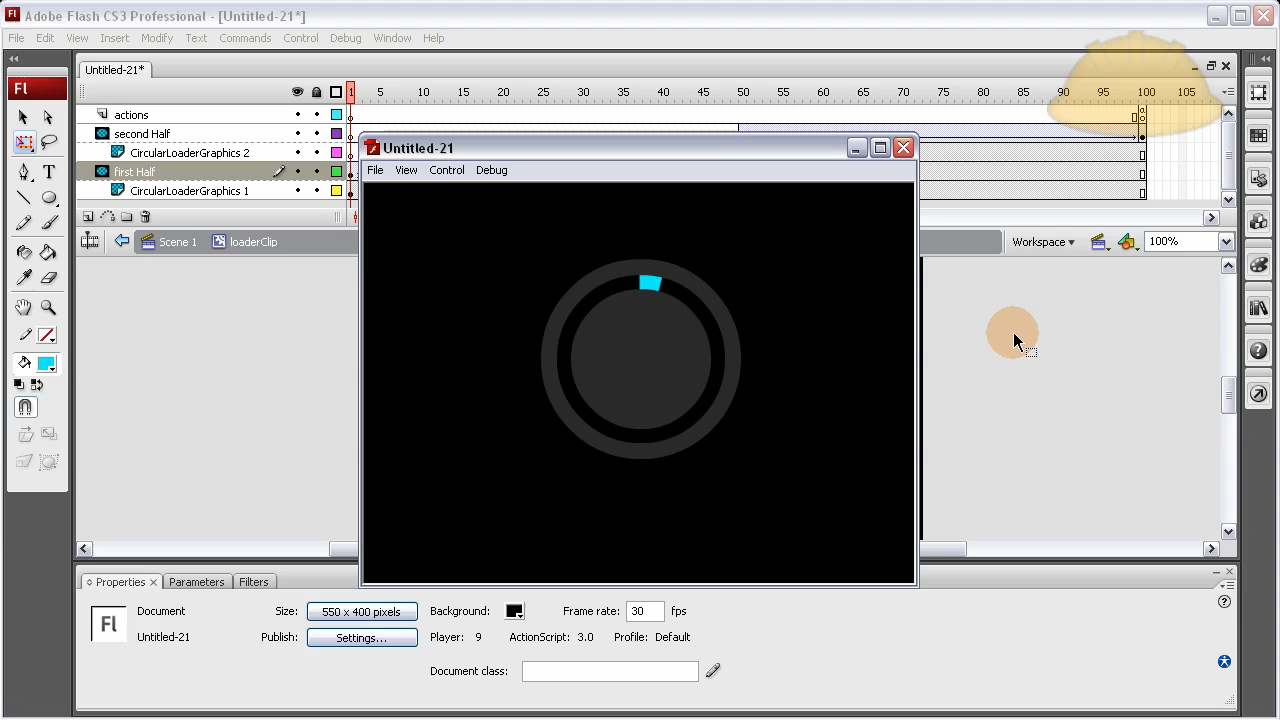 Adobe Flash CS3 Professional - [Untitled-21*]
File Edit View Insert Modify Text Commands Control Debug Window Help
Untitled-21*
Fl
1 5 10 15 20 25 30 35 40 45 50 55 60 65 70 75 80 85 90 95 100 105
actions
second Half
CircularLoaderGraphics 2
first Half
CircularLoaderGraphics 1
Untitled-21
File View Control Debug
Scene 1 loaderClip Workspace 100%
Properties Parameters Filters
Fl
Document Size: 550 x 400 pixels Background: Frame rate: 30 fps
Untitled-21 Publish: Settings... Player: 9 ActionScript: 3.0 Profile: Default
Document class: